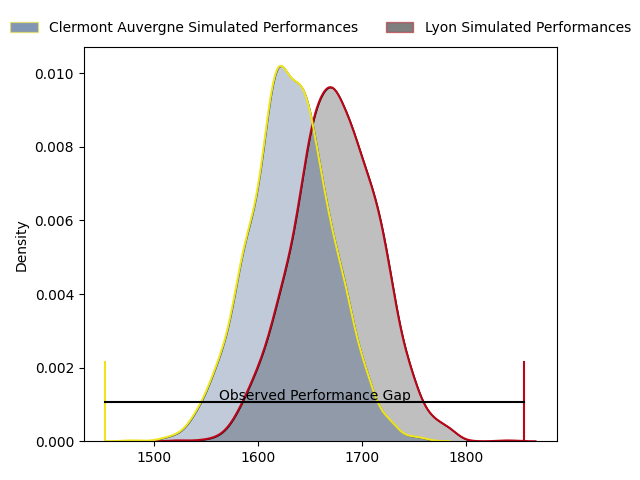 Clermont Auvergne Simulated Performances
Lyon Simulated Performances
0.010
0.008
0.006
0.004
0.002
0.000
Density
Observed Performance Gap
1500
1600
1700
1800